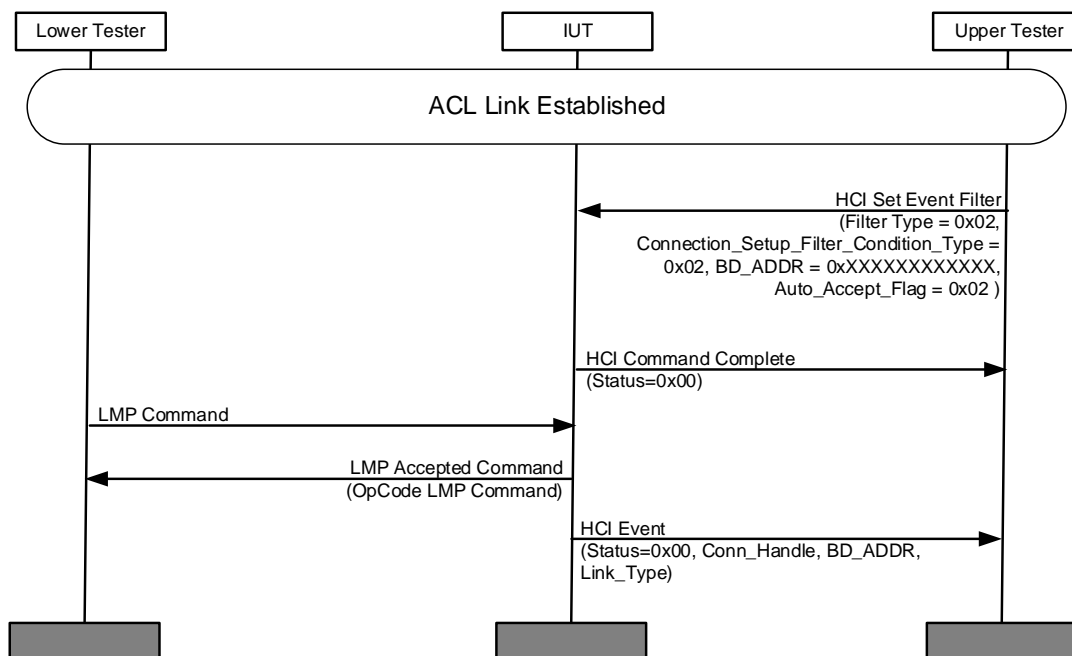 Lower Tester
IUT
Upper Tester
ACL Link Established
HCI Set Event Filter
(Filter Type = 0x02,
Connection_Setup_Filter_Condition_Type =
0x02, BD_ADDR = 0xXXXXXXXXXXXX,
Auto_Accept_Flag = 0x02 )
HCI Command Complete
(Status=0x00)
LMP Command
LMP Accepted Command
(OpCode LMP Command)
HCI Event
(Status=0x00, Conn_Handle, BD_ADDR,
Link_Type)